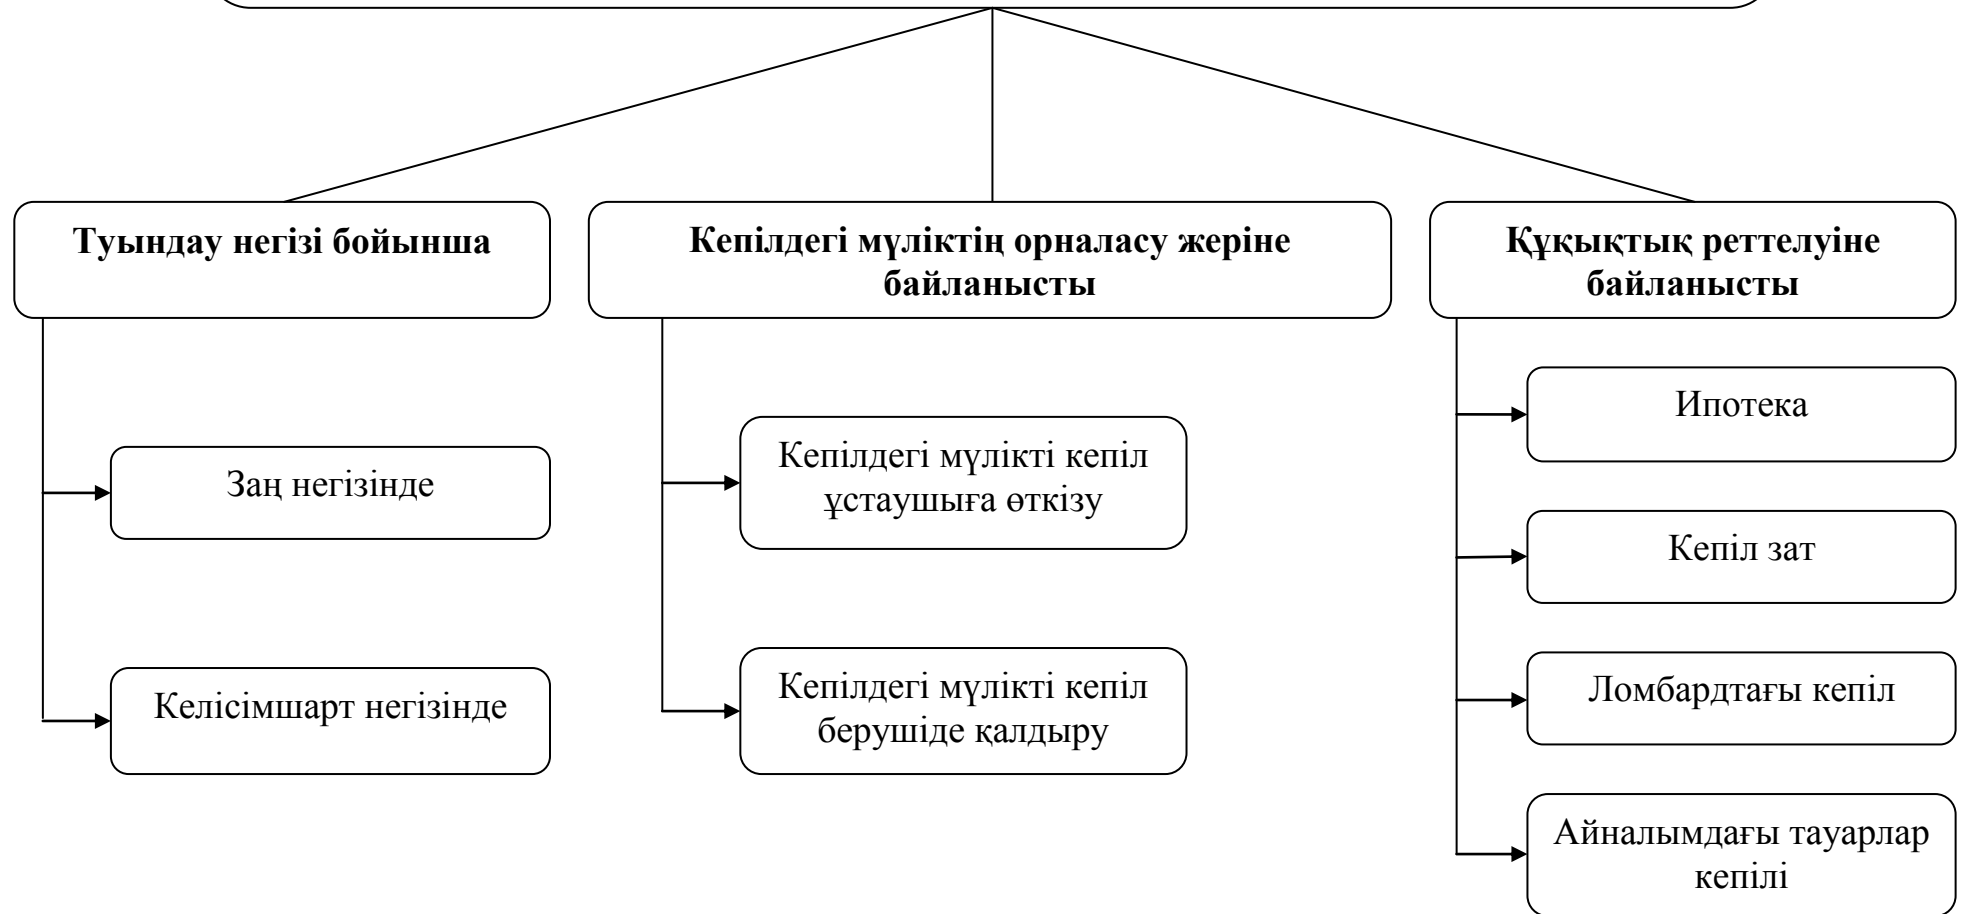 Туындау негізі бойынша
Заң негізінде
Келісімшарт негізінде
Кепілдегі мүліктің орналасу жеріне
байланысты
Кепілдегі мүлікті кепіл
ұстаушыға өткізу
Кепілдегі мүлікті кепіл
берушіде қалдыру
Құқықтық реттелуіне
байланысты
Ипотека
Кепіл зат
Ломбардтағы кепіл
Айналымдағы тауарлар
кепілі